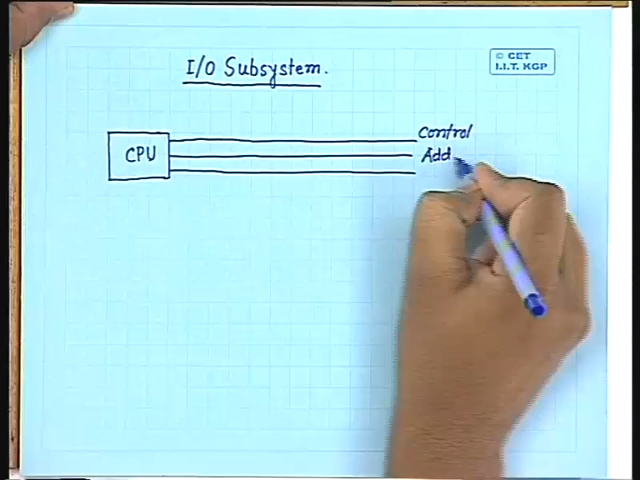 I/O Subsystem.
© CET
I.I.T. KGP
Control
CPU
Add